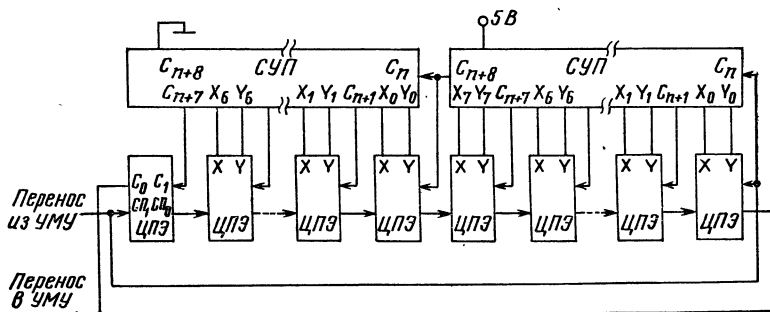 5 В
C_{n+8} СУП C_n C_{n+8} СУП C_n
C_{n+7} X_6 Y_6 X_1 Y_1 C_{n+1} X_0 Y_0 X_7 Y_7 C_{n+7} X_6 Y_6 X_1 Y_1 C_{n+1} X_0 Y_0
C_0 C_1 X Y X Y X Y X Y X Y X Y X Y
Перенос
из УМУ
СП_1 СП_0
ЦПЭ ЦПЭ ЦПЭ ЦПЭ ЦПЭ ЦПЭ ЦПЭ ЦПЭ
Перенос
в УМУ